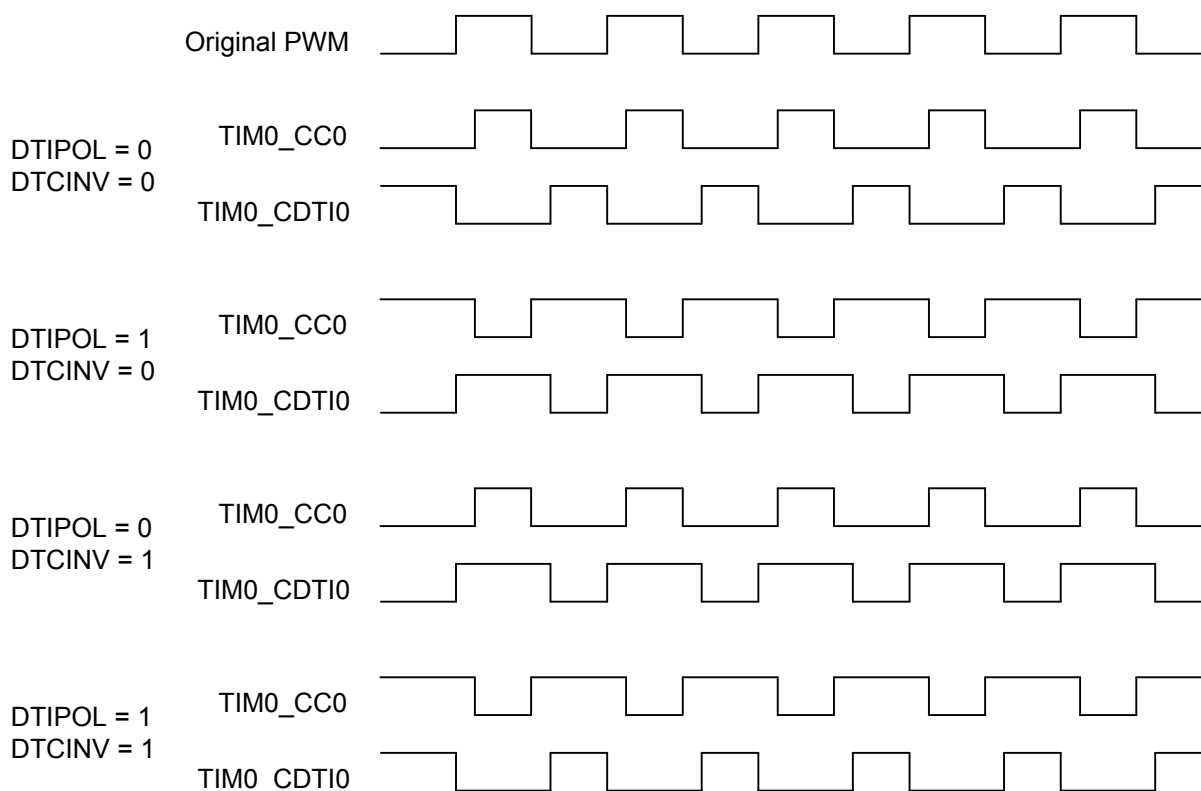 Original PWM
TIM0_CC0
DTIPOL = 0
DTCINV = 0
TIM0_CDTI0
TIM0_CC0
DTIPOL = 1
DTCINV = 0
TIM0_CDTI0
TIM0_CC0
DTIPOL = 0
DTCINV = 1
TIM0_CDTI0
TIM0_CC0
DTIPOL = 1
DTCINV = 1
TIM0_CDTI0